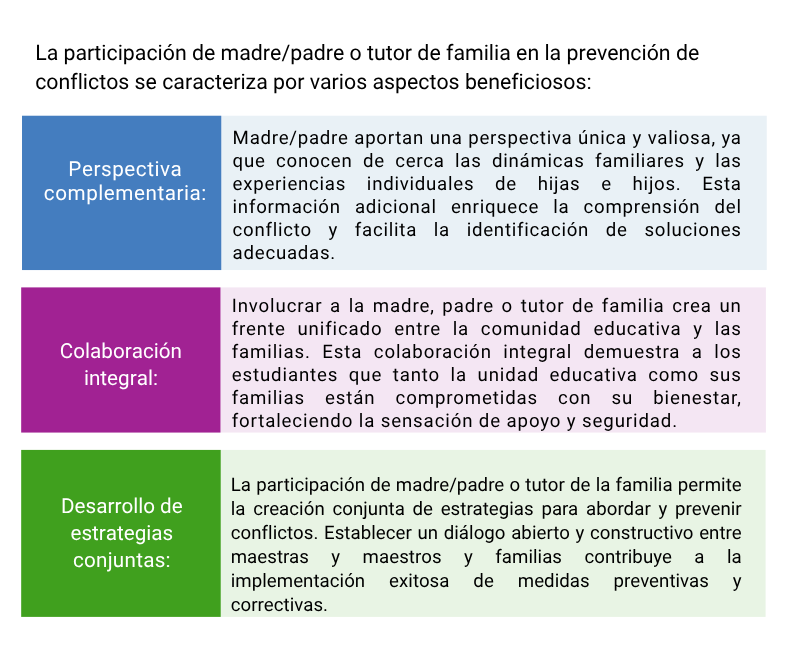 La participación de madre/padre o tutor de familia en la prevención de
conflictos se caracteriza por varios aspectos beneficiosos:
Perspectiva
complementaria:
Madre/padre aportan una perspectiva única y valiosa, ya
que conocen de cerca las dinámicas familiares y las
experiencias individuales de hijas e hijos. Esta
información adicional enriquece la comprensión del
conflicto y facilita la identificación de soluciones
adecuadas.
Colaboración
integral:
Involucrar a la madre, padre o tutor de familia crea un
frente unificado entre la comunidad educativa y las
familias. Esta colaboración integral demuestra a los
estudiantes que tanto la unidad educativa como sus
familias están comprometidas con su bienestar,
fortaleciendo la sensación de apoyo y seguridad.
Desarrollo de
estrategias
conjuntas:
La participación de madre/padre o tutor de la familia permite
la creación conjunta de estrategias para abordar y prevenir
conflictos. Establecer un diálogo abierto y constructivo entre
maestras y maestros y familias contribuye a la
implementación exitosa de medidas preventivas y
correctivas.